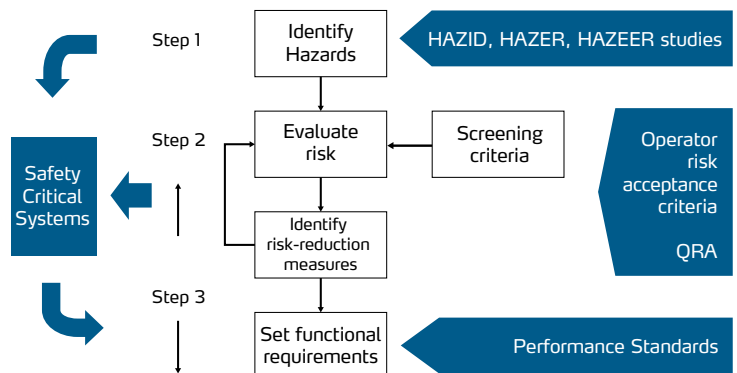 Step 1
Identify
Hazards
HAZID, HAZER, HAZEER studies
Step 2
Evaluate
risk
Screening
criteria
Operator
risk
acceptance
criteria
QRA
Safety
Critical
Systems
Identify
risk-reduction
measures
Step 3
Set functional
requirements
Performance Standards